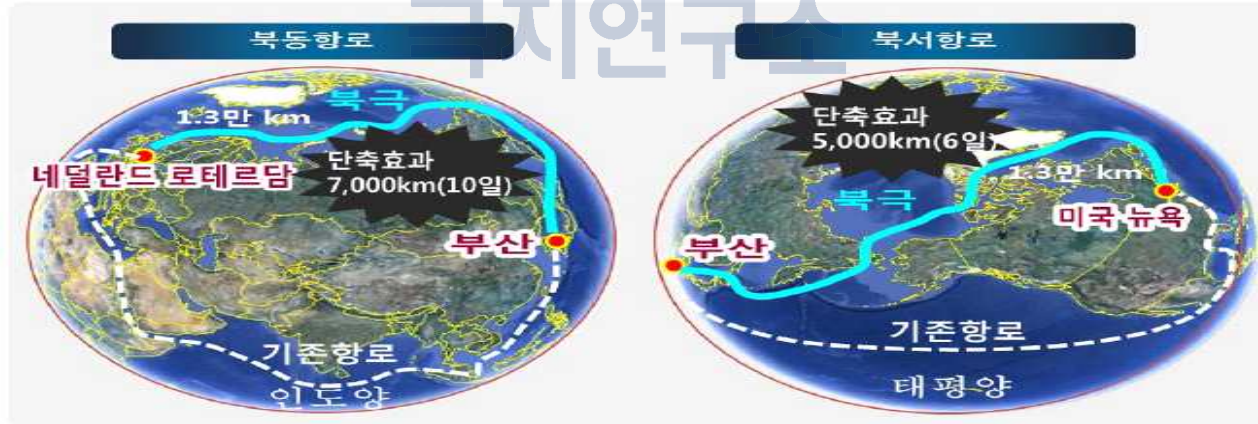 극지연구소
북동항로
북극
1.3만 km
단축효과
7,000km(10일)
네덜란드 로테르담
부산
기존항로
인도양
북서항로
단축효과
5,000km(6일)
1.3만 km
북극
미국 뉴욕
부산
기존항로
태평양